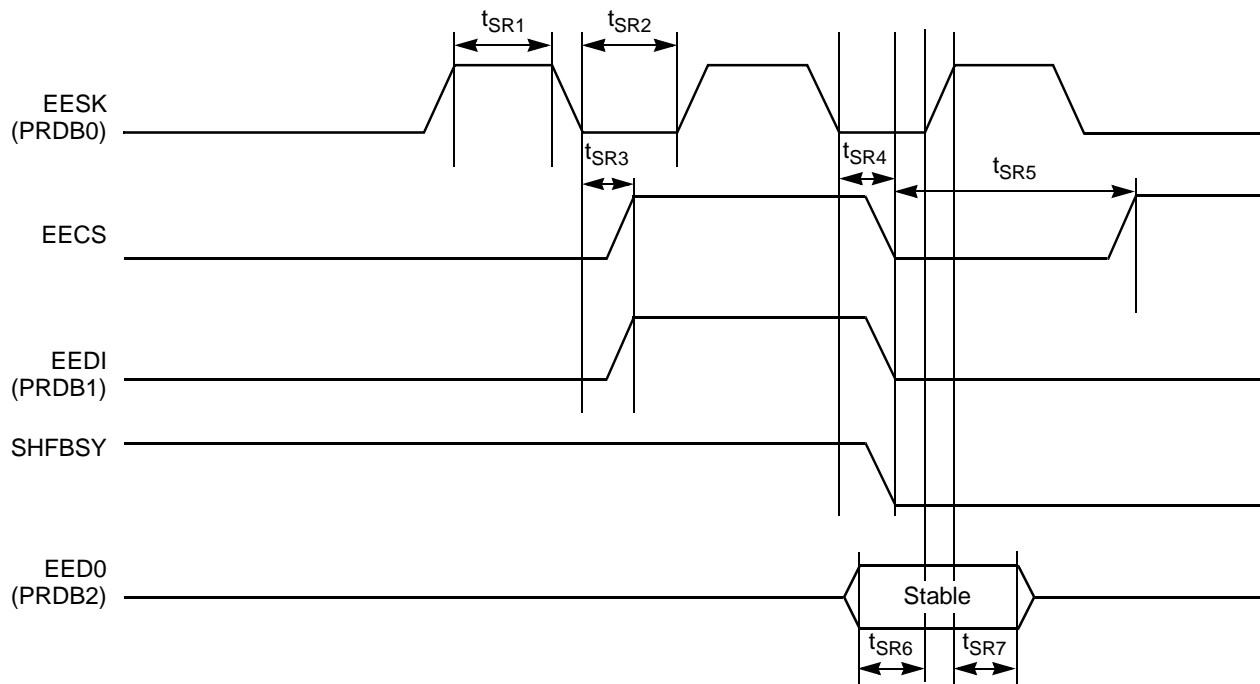 tSR1
tSR2
EESK
(PRDB0)
tSR3
tSR4
tSR5
EECS
EEDI
(PRDB1)
SHFBSY
EED0
(PRDB2)
Stable
tSR6
tSR7